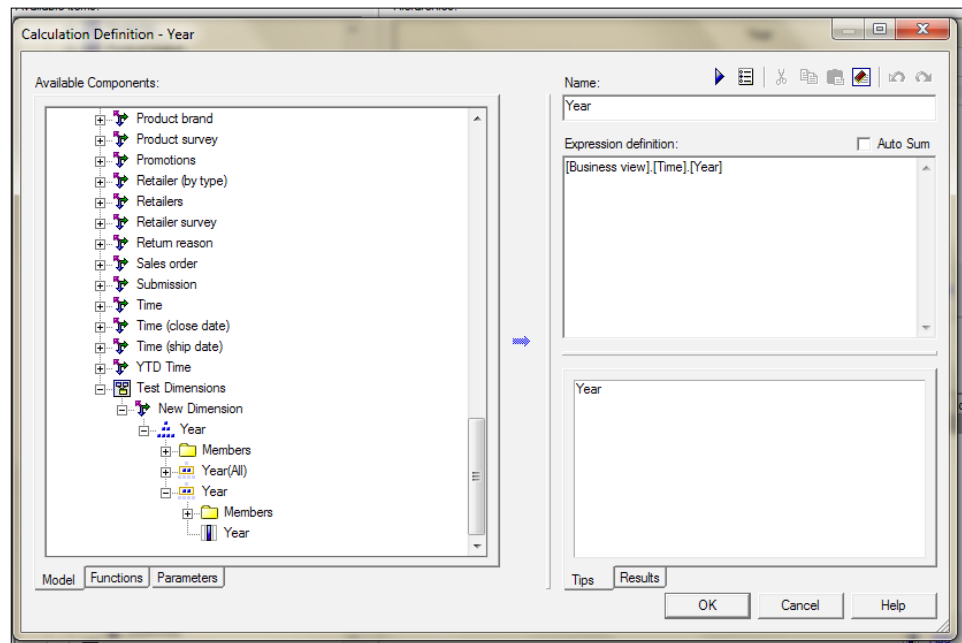 Available Items:
Hierarchies:
Calculation Definition - Year
Available Components:
Product brand
Product survey
Promotions
Retailer (by type)
Retailers
Retailer survey
Return reason
Sales order
Submission
Time
Time (close date)
Time (ship date)
YTD Time
Test Dimensions
New Dimension
Year
Members
Year(All)
Year
Members
Year
Model
Functions
Parameters
Name:
Year
Expression definition:
Auto Sum
[Business view].[Time].[Year]
Year
Tips
Results
OK
Cancel
Help